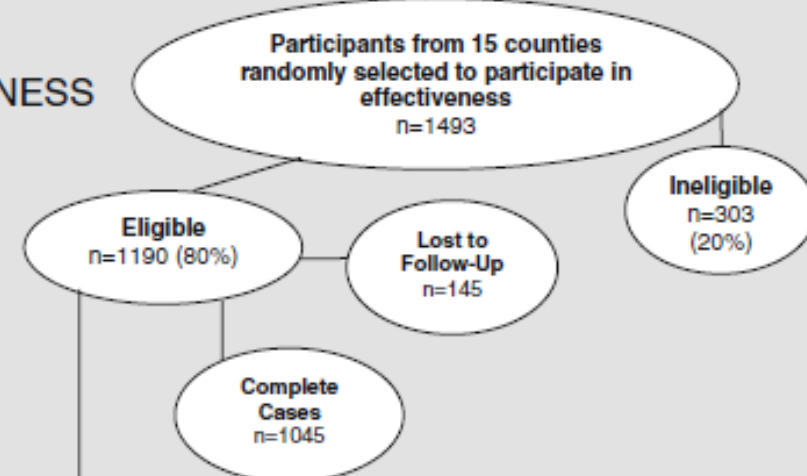 Participants from 15 counties
randomly selected to participate in
effectiveness
n=1493
NESS
Ineligible
n=303
(20%)
Eligible
n=1190 (80%)
Lost to
Follow-Up
n=145
Complete
Cases
n=1045